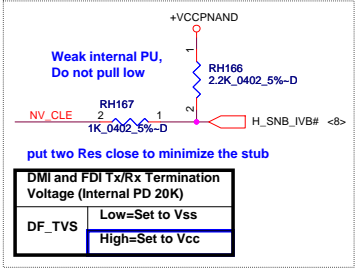 +VCCPNAND
Weak internal PU,
Do not pull low
1
RH166
2.2K_0402_5%~D
2
RH167
NV_CLE
2
1
H_SNB_IVB# <8>
1K_0402_5%~D
put two Res close to minimize the stub
DMI and FDI Tx/Rx Termination
Voltage (Internal PD 20K)
DF_TVS
Low=Set to Vss
High=Set to Vcc